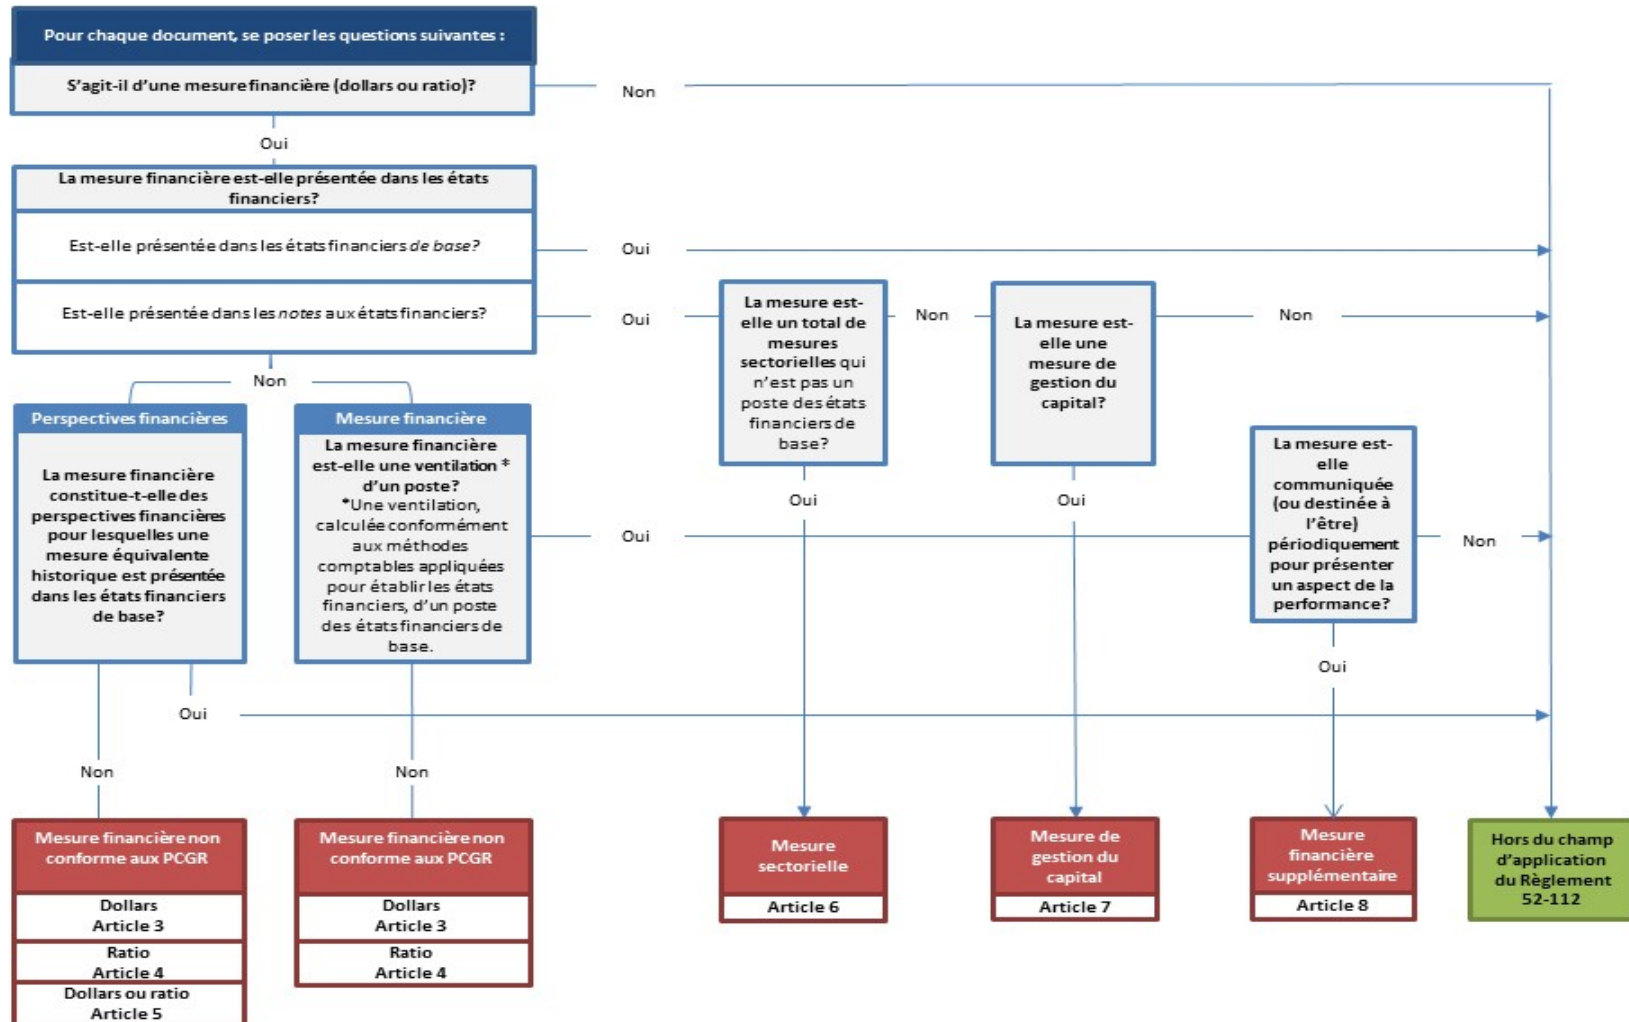 Pour chaque document, se poser les questions suivantes :
S'agit-il d'une mesure financière (dollars ou ratio)?
Non
Oui
La mesure financière est-elle présentée dans les états
financiers?
Est-elle présentée dans les états financiers de base?
Oui
Est-elle présentée dans les notes aux états financiers?
Oui
La mesure est-
elle un total de
mesures
sectorielles qui
n'est pas un
poste des états
financiers de
base?
Non
La mesure est-
elle une
mesure de
gestion du
capital?
Non
Non
Perspectives financières
La mesure financière
constitue-t-elle des
perspectives financières
pour lesquelles une
mesure équivalente
historique est présentée
dans les états financiers
de base?
Mesure financière
La mesure financière
est-elle une ventilation *
d'un poste?
*Une ventilation,
calculée conformément
aux méthodes
comptables appliquées
pour établir les états
financiers, d'un poste
des états financiers de
base.
Oui
Oui
Oui
La mesure est-
elle
communiquée
(ou destinée à
l'être)
périodiquement
pour présenter
un aspect de la
performance?
Non
Oui
Oui
Non
Non
Mesure financière non
conforme aux PCGR
Dollars
Article 3
Ratio
Article 4
Dollars ou ratio
Article 5
Mesure financière non
conforme aux PCGR
Dollars
Article 3
Ratio
Article 4
Mesure
sectorielle
Article 6
Mesure de
gestion du
capital
Article 7
Mesure
financière
supplémentaire
Article 8
Hors du champ
d'application
du Règlement
52-112